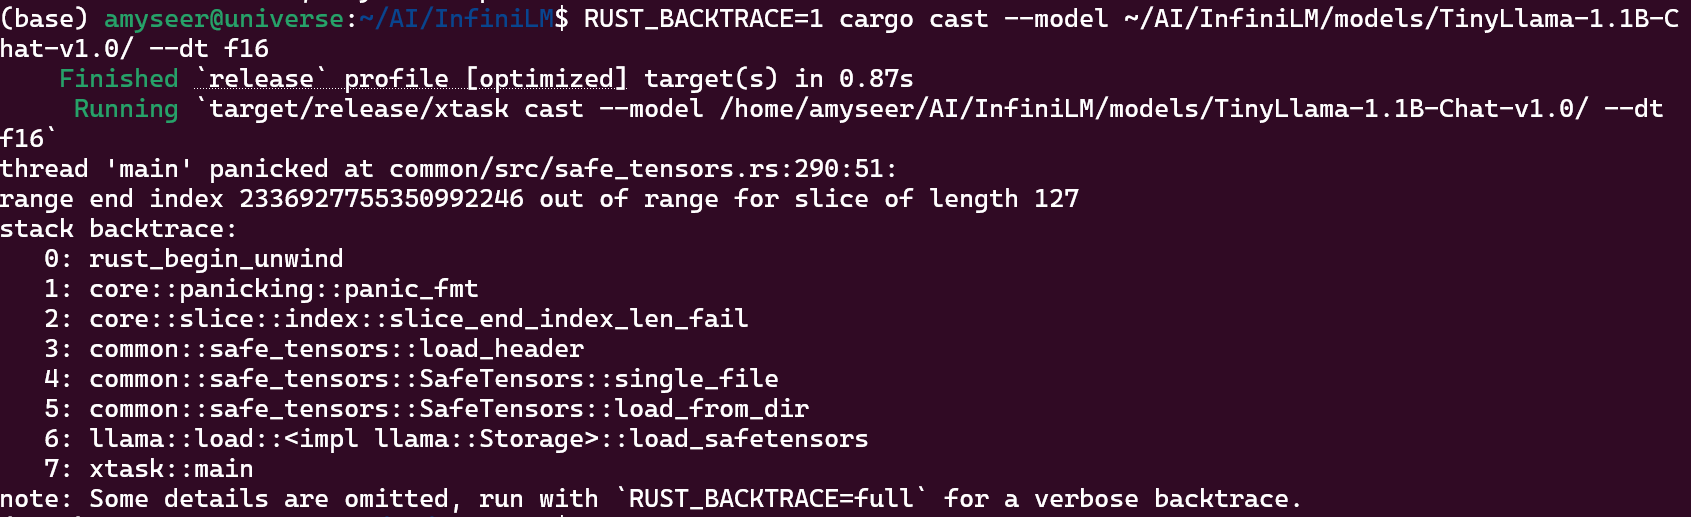 (base) amyseer@universe:~/AI/InfiniLM$ RUST_BACKTRACE=1 cargo cast --model ~/AI/InfiniLM/models/TinyLlama-1.1B-C
hat-v1.0/ --dt f16
    Finished `release` profile [optimized] target(s) in 0.87s
     Running `target/release/xtask cast --model /home/amyseer/AI/InfiniLM/models/TinyLlama-1.1B-Chat-v1.0/ --dt
f16`
thread 'main' panicked at common/src/safe_tensors.rs:290:51:
range end index 2336927755350992246 out of range for slice of length 127
stack backtrace:
   0: rust_begin_unwind
   1: core::panicking::panic_fmt
   2: core::slice::index::slice_end_index_len_fail
   3: common::safe_tensors::load_header
   4: common::safe_tensors::SafeTensors::single_file
   5: common::safe_tensors::SafeTensors::load_from_dir
   6: llama::load::<impl llama::Storage>::load_safetensors
   7: xtask::main
note: Some details are omitted, run with `RUST_BACKTRACE=full` for a verbose backtrace.